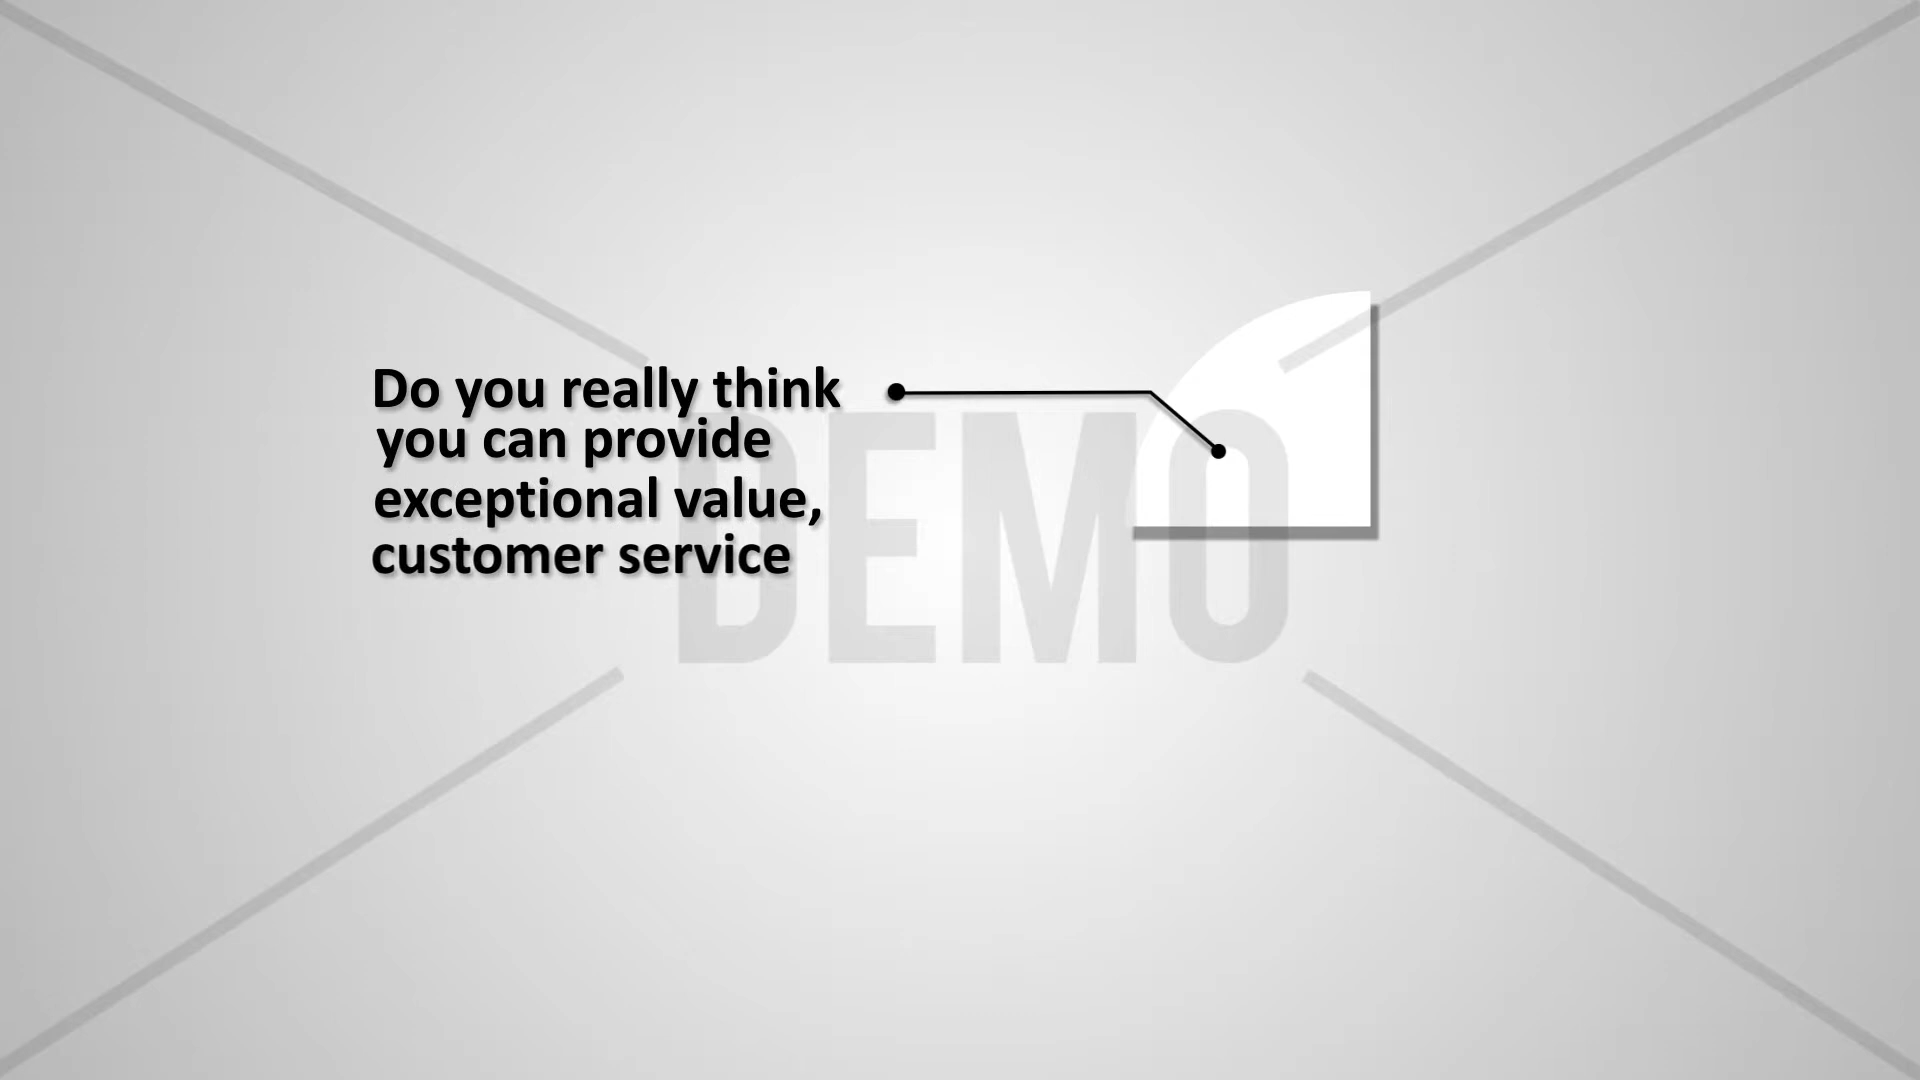 Do you really think
you can provide
exceptional value,
customer service
DEMO